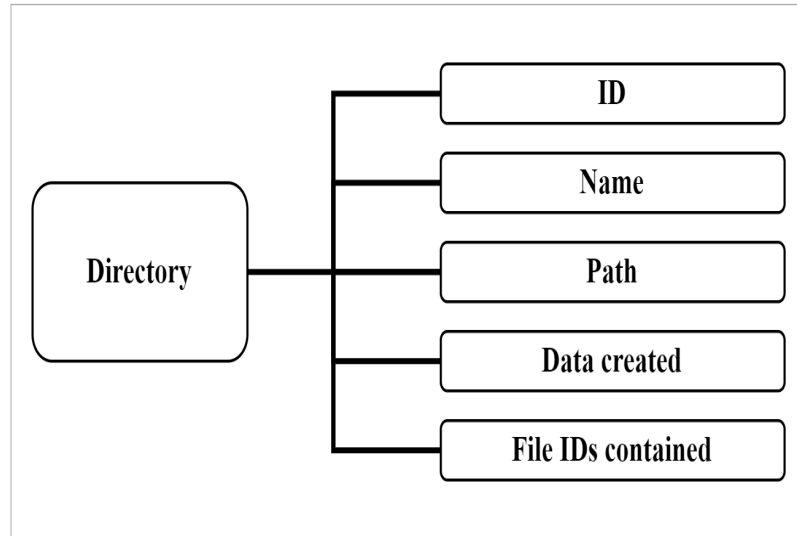 ID
Name
Directory
Path
Data created
File IDs contained